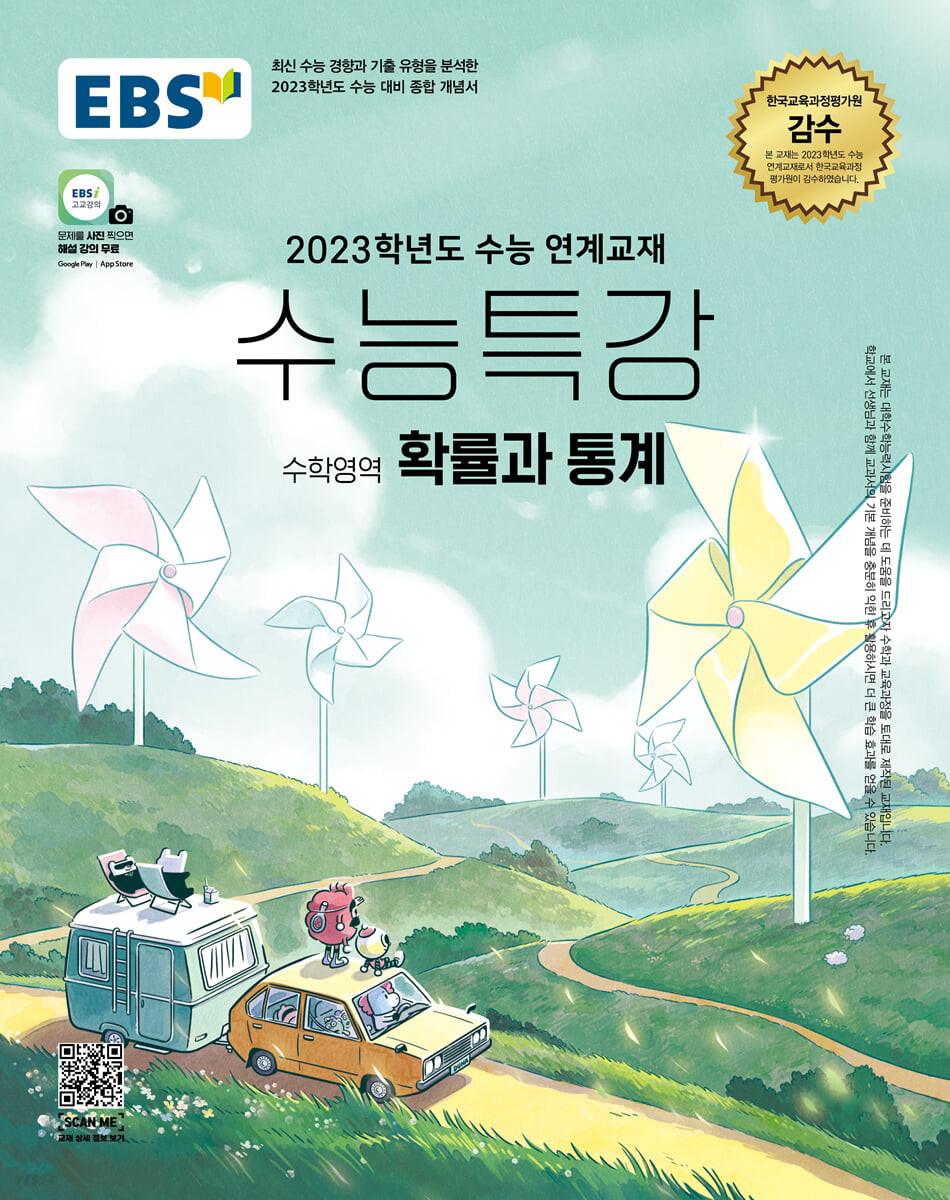 EBS
최신 수능 경향과 기출 유형을 분석한
2023학년도 수능 대비 종합 개념서
한국교육과정평가원
감수
본 교재는 2023학년도 수능
연계교재로서 한국교육과정
평가원이 감수하였습니다.
EBSi
고교강의
문제를 사진 찍으면
해설 강의 무료
Google Play | App Store
2023학년도 수능 연계교재
수능특강
수학영역 확률과 통계
본 교재는 대학수학능력시험을 준비하는 데 도움을 드리고자 수학과 교육과정을 토대로 제작된 교재입니다.
학교에서 선생님과 함께 교과서의 기본 개념을 충분히 익힌 후 활용하시면 더 큰 학습 효과를 얻을 수 있습니다.
SCAN ME
교재 상세 정보 보기
YES24